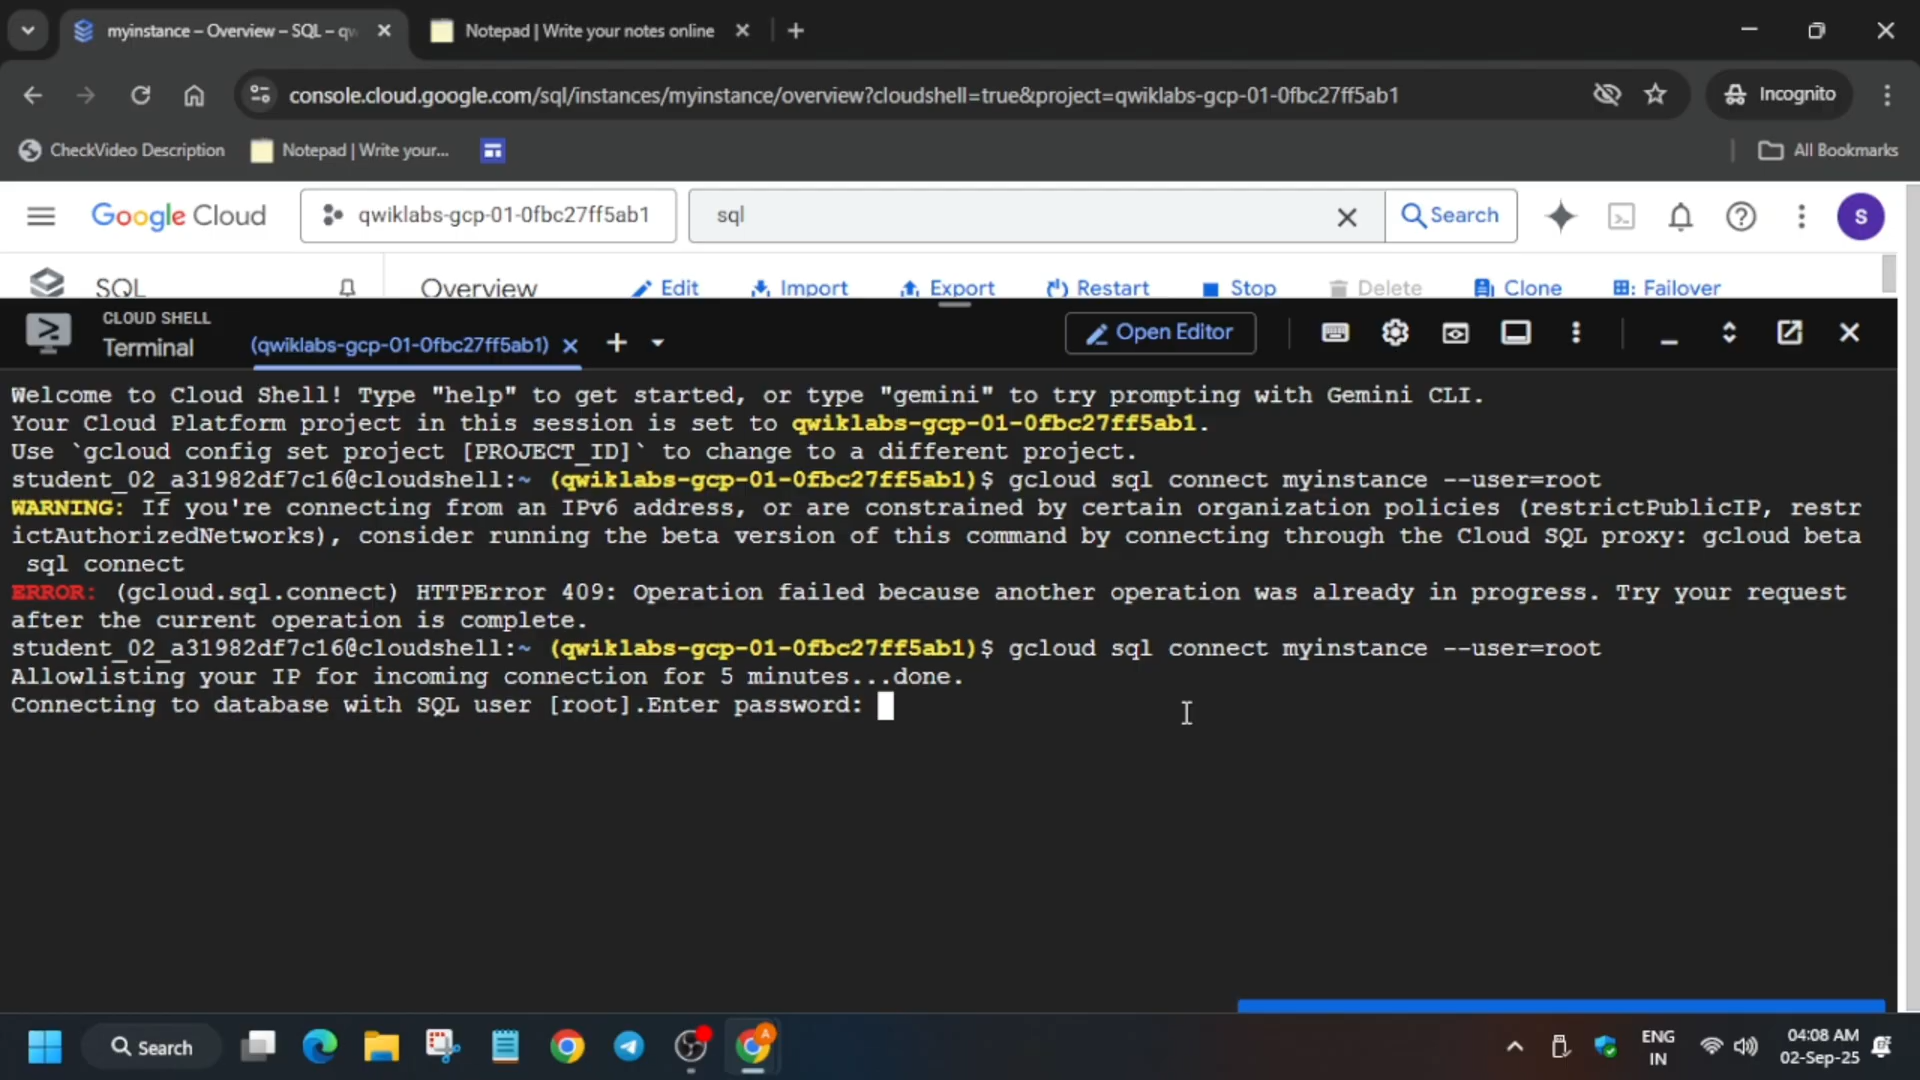 myinstance – Overview – SQL – qw
Notepad | Write your notes online
console.cloud.google.com/sql/instances/myinstance/overview?cloudshell=true&project=qwiklabs-gcp-01-0fbc27ff5ab1
Incognito
CheckVideo Description
Notepad | Write your...
All Bookmarks
Google Cloud
qwiklabs-gcp-01-0fbc27ff5ab1
sql
Search
S
SQL
Overview
Edit
Import
Export
Restart
Stop
Delete
Clone
Failover
CLOUD SHELL
Terminal
(qwiklabs-gcp-01-0fbc27ff5ab1)
Open Editor
Welcome to Cloud Shell! Type "help" to get started, or type "gemini" to try prompting with Gemini CLI.
Your Cloud Platform project in this session is set to qwiklabs-gcp-01-0fbc27ff5ab1.
Use `gcloud config set project [PROJECT_ID]` to change to a different project.
student_02_a31982df7c16@cloudshell:~ (qwiklabs-gcp-01-0fbc27ff5ab1)$ gcloud sql connect myinstance --user=root
WARNING: If you're connecting from an IPv6 address, or are constrained by certain organization policies (restrictPublicIP, restr
ictAuthorizedNetworks), consider running the beta version of this command by connecting through the Cloud SQL proxy: gcloud beta
sql connect
ERROR: (gcloud.sql.connect) HTTPError 409: Operation failed because another operation was already in progress. Try your request
after the current operation is complete.
student_02_a31982df7c16@cloudshell:~ (qwiklabs-gcp-01-0fbc27ff5ab1)$ gcloud sql connect myinstance --user=root
Allowlisting your IP for incoming connection for 5 minutes...done.
Connecting to database with SQL user [root].Enter password:
Search
ENG
IN
04:08 AM
02-Sep-25